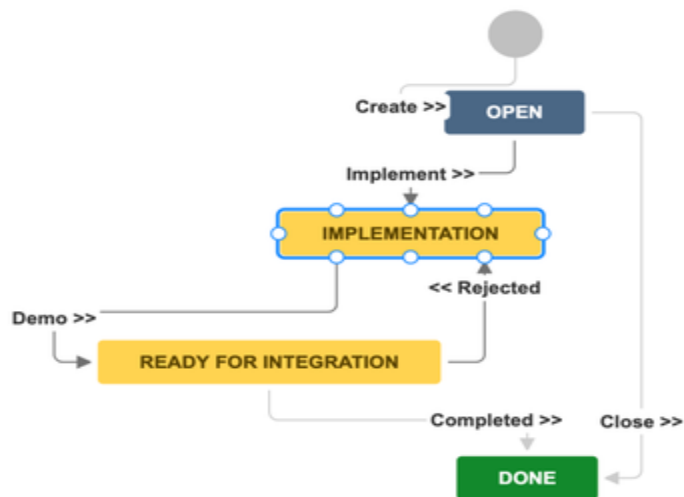 Create >>
OPEN
Implement >>
IMPLEMENTATION
<< Rejected
Demo >>
READY FOR INTEGRATION
Completed >>
Close >>
DONE